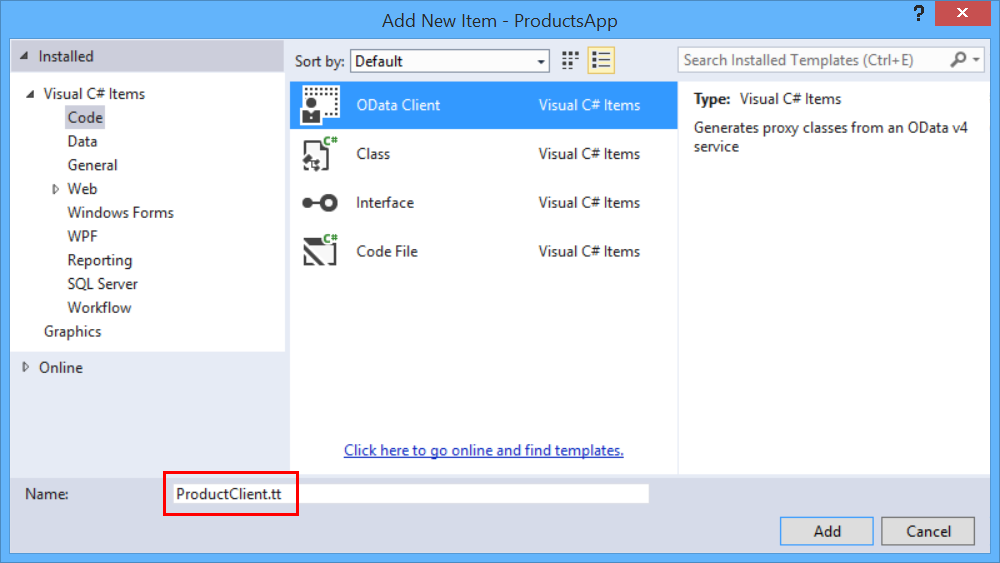 Add New Item - ProductsApp
?
Installed
Sort by: Default
Search Installed Templates (Ctrl+E)
Visual C# Items
Code
Data
General
Web
Windows Forms
WPF
Reporting
SQL Server
Workflow
Graphics
Online
OData Client Visual C# Items
C# Class Visual C# Items
Interface Visual C# Items
C# Code File Visual C# Items
Click here to go online and find templates.
Type: Visual C# Items
Generates proxy classes from an OData v4
service
Name: ProductClient.tt
Add Cancel